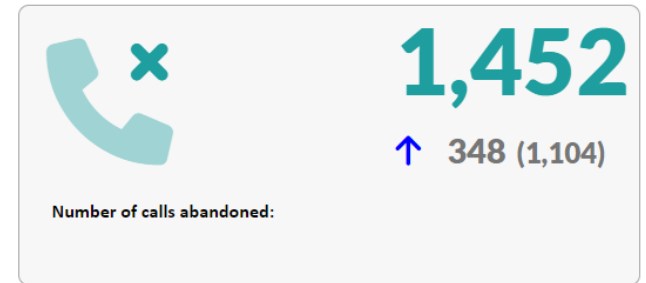 1,452
↑ 348 (1,104)
Number of calls abandoned: